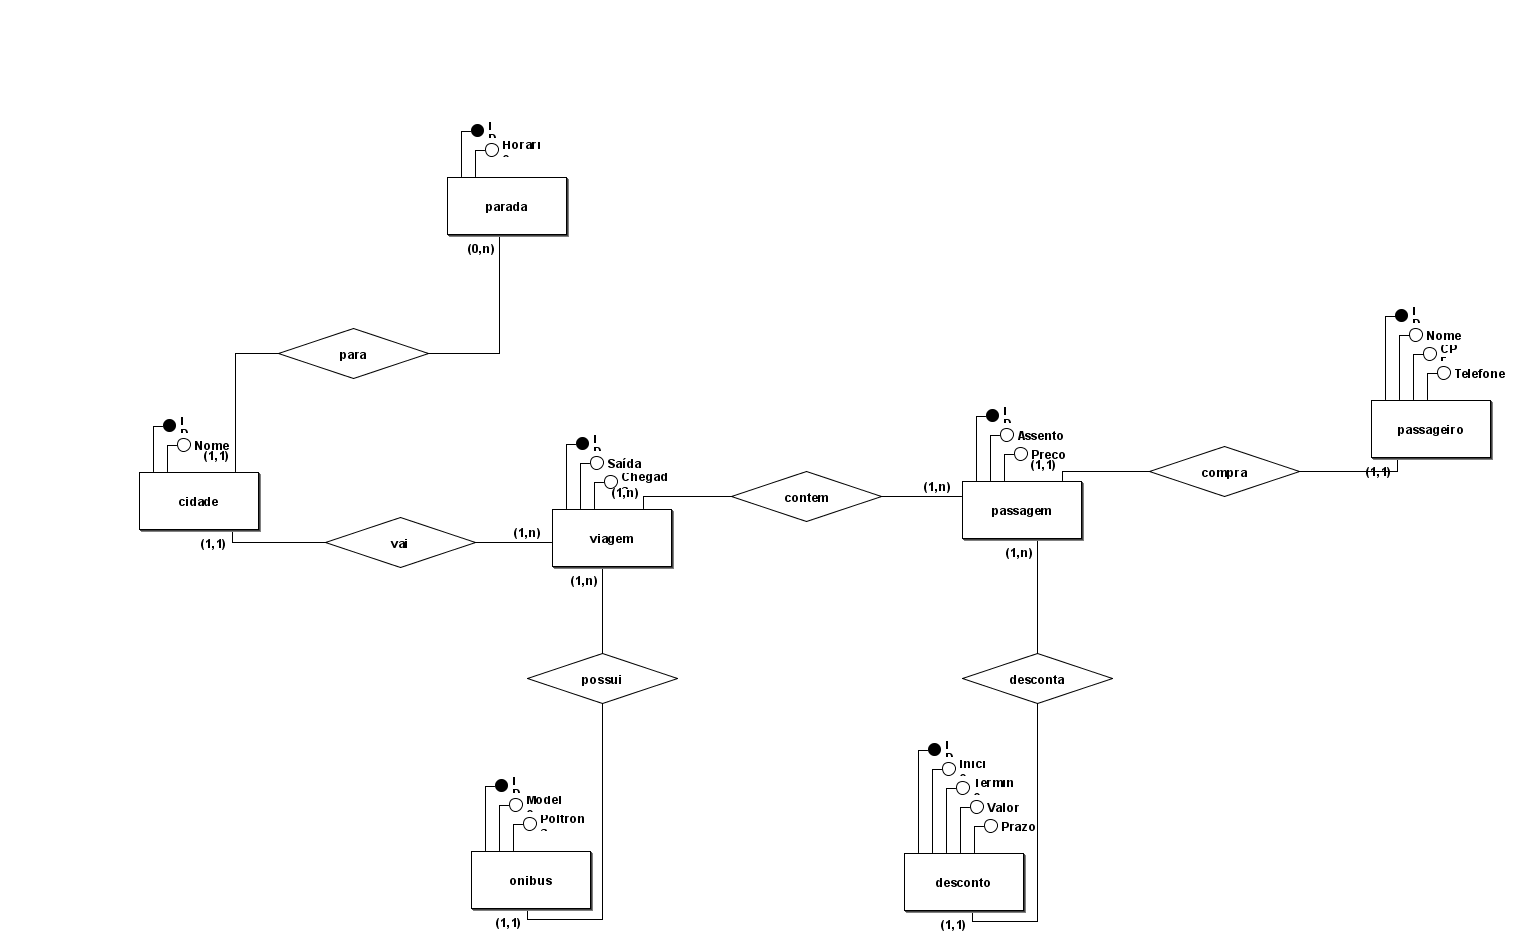 Horari
parada
(0,n)
para
Nome
(1,1)
cidade
(1,1)
vai
(1,n)
Saída
Chegad
(1,n)
viagem
(1,n)
contem
(1,n)
Assento
Preco
(1,1)
passagem
(1,n)
compra
(1,1)
Nome
CP
Telefone
passageiro
possui
desconta
Model
Poltron
onibus
(1,1)
Inici
Termin
Valor
Prazo
desconto
(1,1)